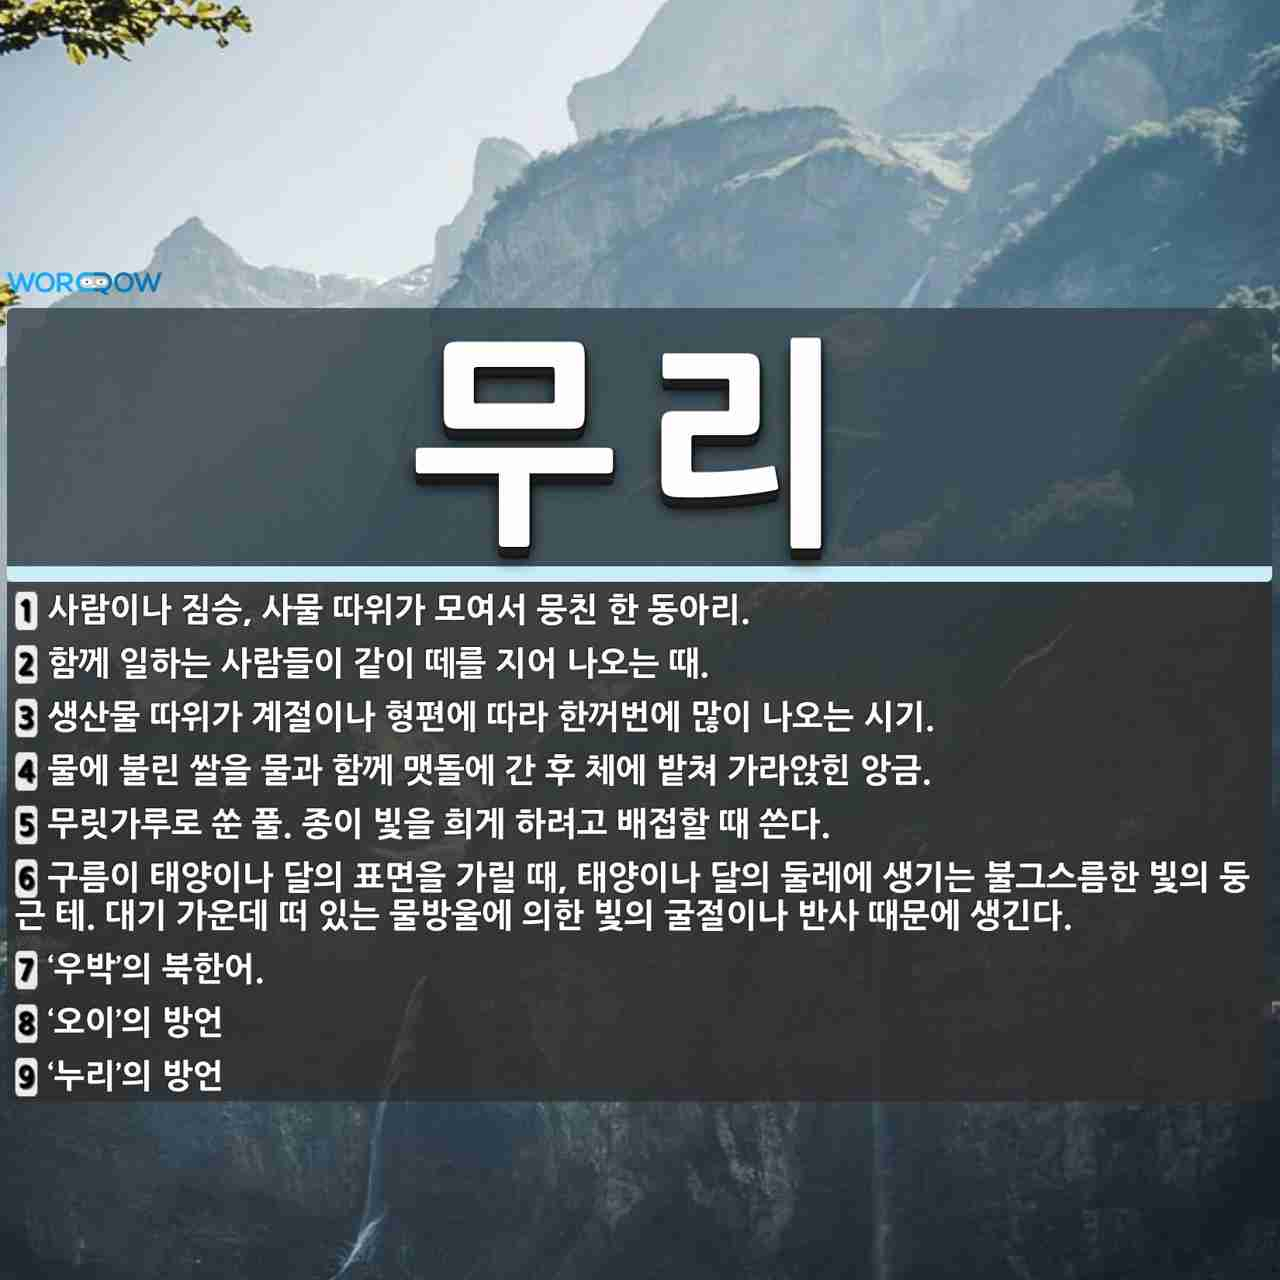 WORDROW
무리
1 사람이나 짐승, 사물 따위가 모여서 뭉친 한 동아리.
2 함께 일하는 사람들이 같이 떼를 지어 나오는 때.
3 생산물 따위가 계절이나 형편에 따라 한꺼번에 많이 나오는 시기.
4 물에 불린 쌀을 물과 함께 맷돌에 간 후 체에 밭쳐 가라앉힌 앙금.
5 무릿가루로 쑨 풀. 종이 빛을 희게 하려고 배접할 때 쓴다.
6 구름이 태양이나 달의 표면을 가릴 때, 태양이나 달의 둘레에 생기는 불그스름한 빛의 둥
근 테. 대기 가운데 떠 있는 물방울에 의한 빛의 굴절이나 반사 때문에 생긴다.
7 ‘우박’의 북한어.
8 ‘오이’의 방언
9 ‘누리’의 방언